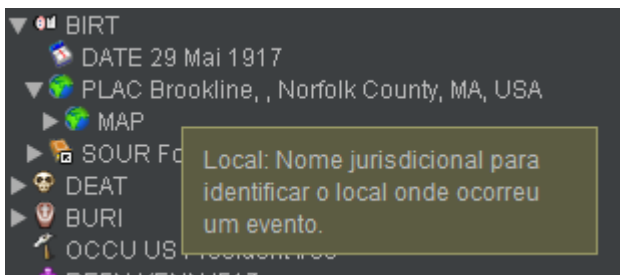 BIRT
DATE 29 Mai 1917
PLAC Brookline, , Norfolk County, MA, USA
MAP
SOUR
Local: Nome jurisdicional para
identificar o local onde ocorreu
um evento.
DEAT
BURI
OCCU US